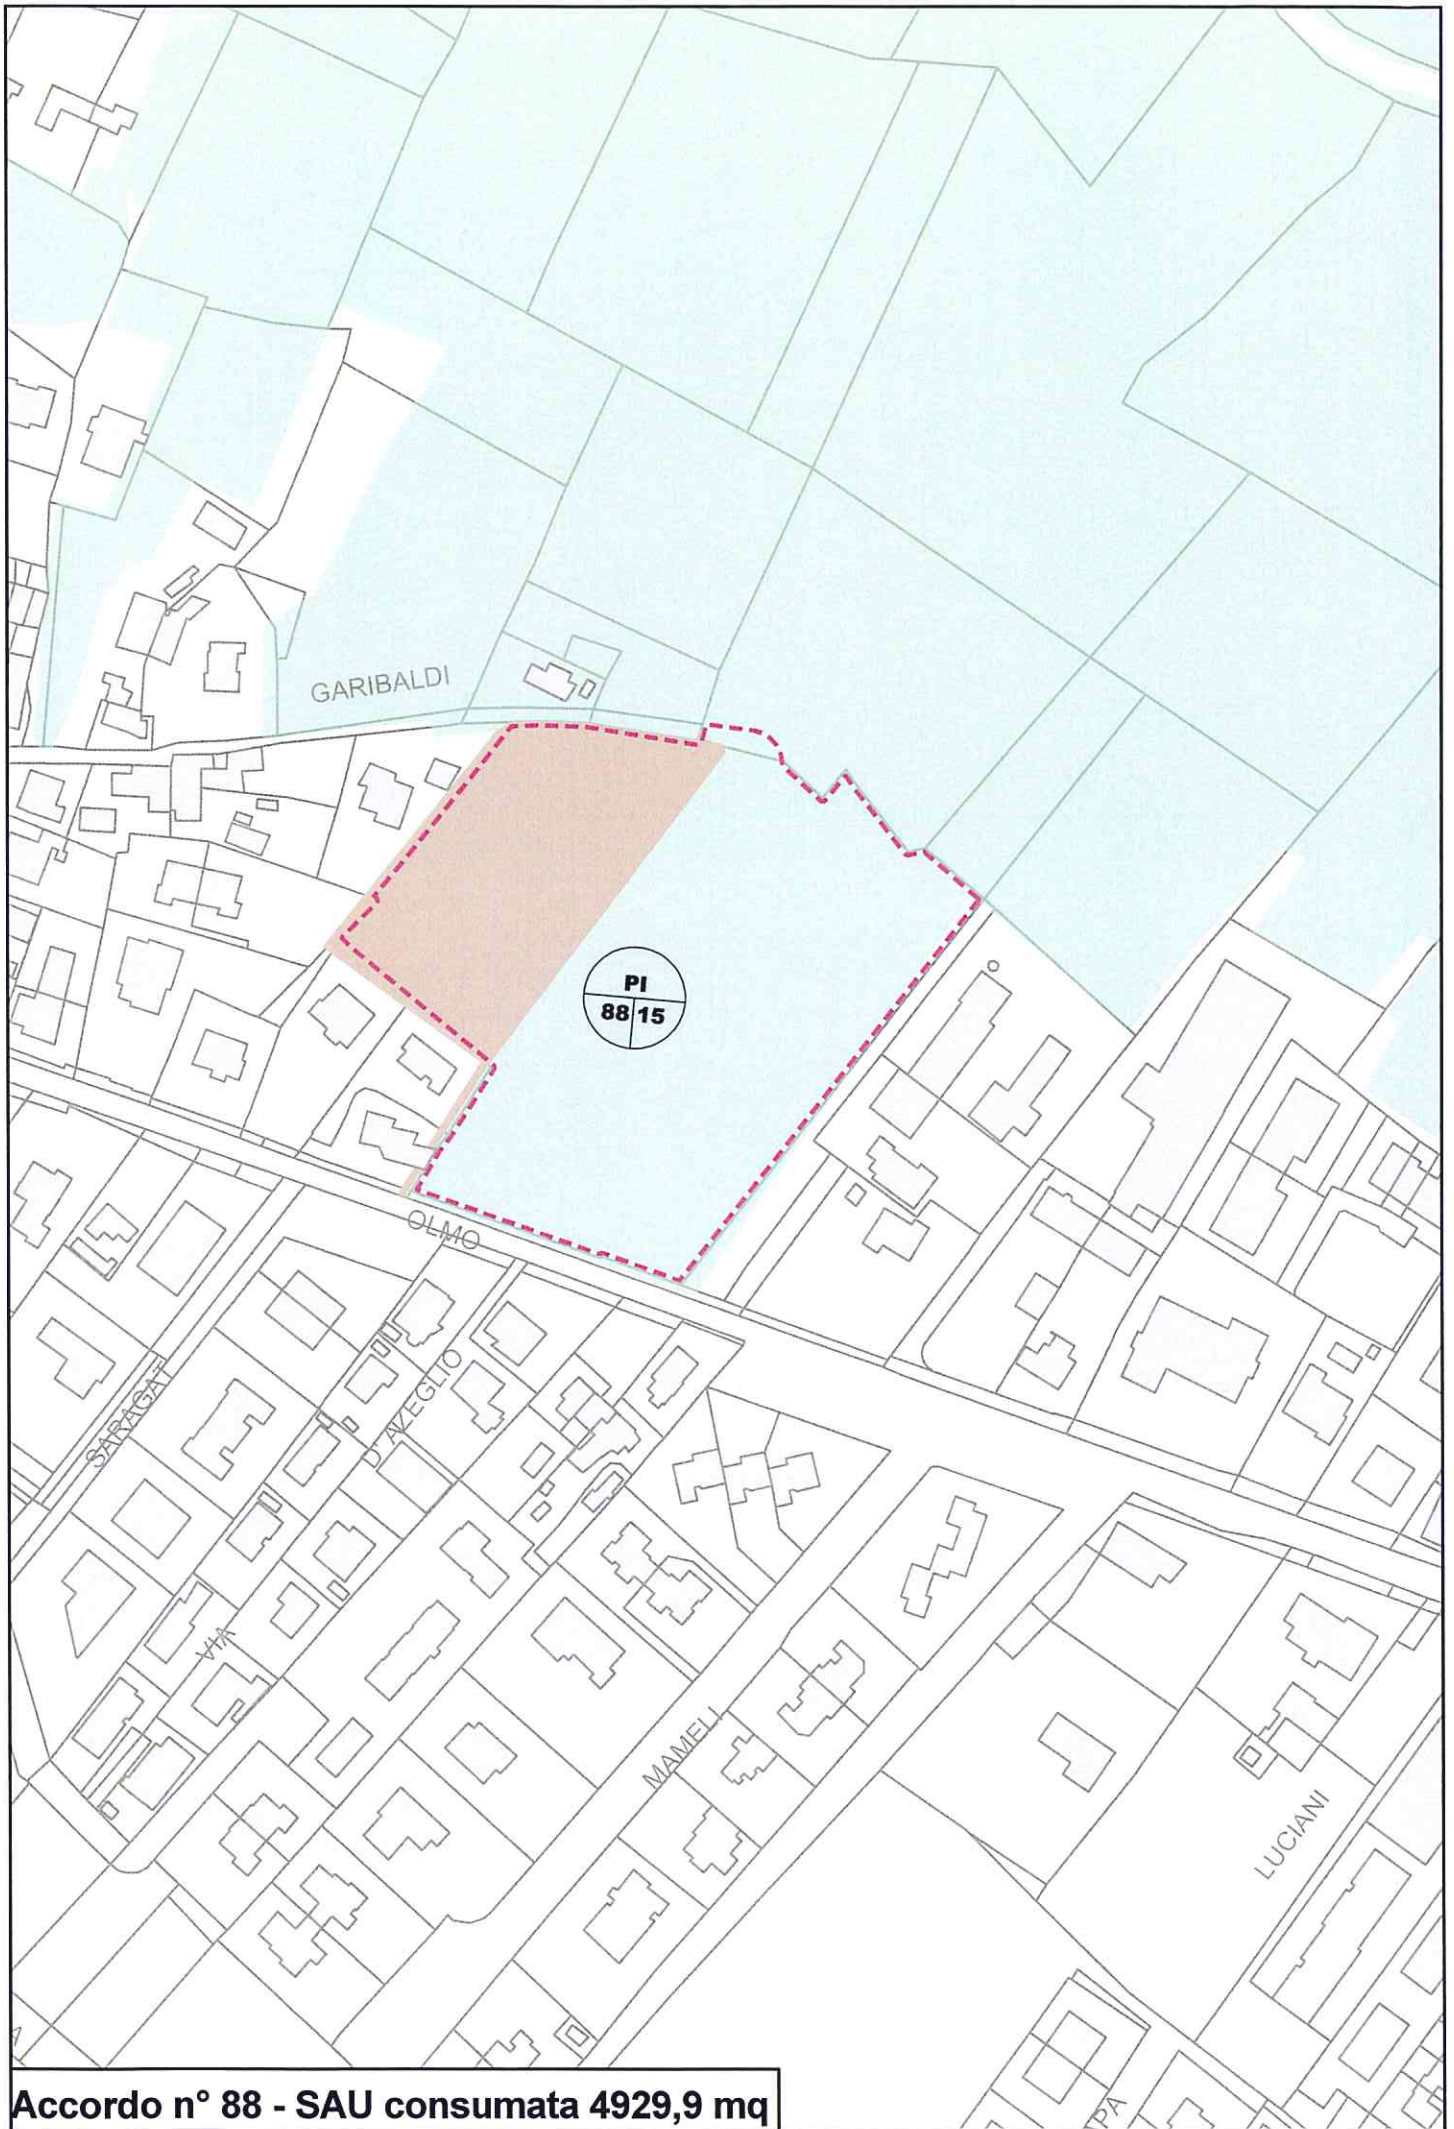 GARIBALDI
PI
88 15
OLMO
SARAGAT
D'AZEGLIO
VIA
MAMELI
LUCIANI
Accordo n° 88 - SAU consumata 4929,9 mq